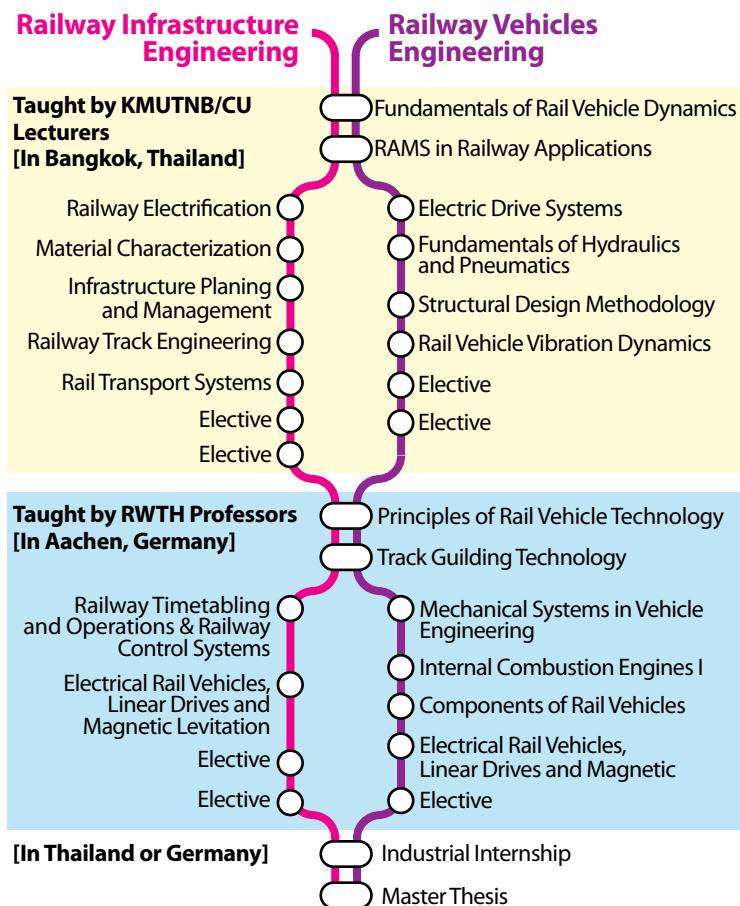 Railway Infrastructure
Engineering
Railway Vehicles
Engineering
Taught by KMUTNB/CU
Lecturers
[In Bangkok, Thailand]
Fundamentals of Rail Vehicle Dynamics
RAMS in Railway Applications
Railway Electrification
Material Characterization
Infrastructure Planing
and Management
Railway Track Engineering
Rail Transport Systems
Elective
Elective
Electric Drive Systems
Fundamentals of Hydraulics
and Pneumatics
Structural Design Methodology
Rail Vehicle Vibration Dynamics
Elective
Elective
Taught by RWTH Professors
[In Aachen, Germany]
Principles of Rail Vehicle Technology
Track Guilding Technology
Railway Timetabling
and Operations & Railway
Control Systems
Electrical Rail Vehicles,
Linear Drives and
Magnetic Levitation
Elective
Elective
Mechanical Systems in Vehicle
Engineering
Internal Combustion Engines I
Components of Rail Vehicles
Electrical Rail Vehicles,
Linear Drives and Magnetic
Elective
[In Thailand or Germany]
Industrial Internship
Master Thesis